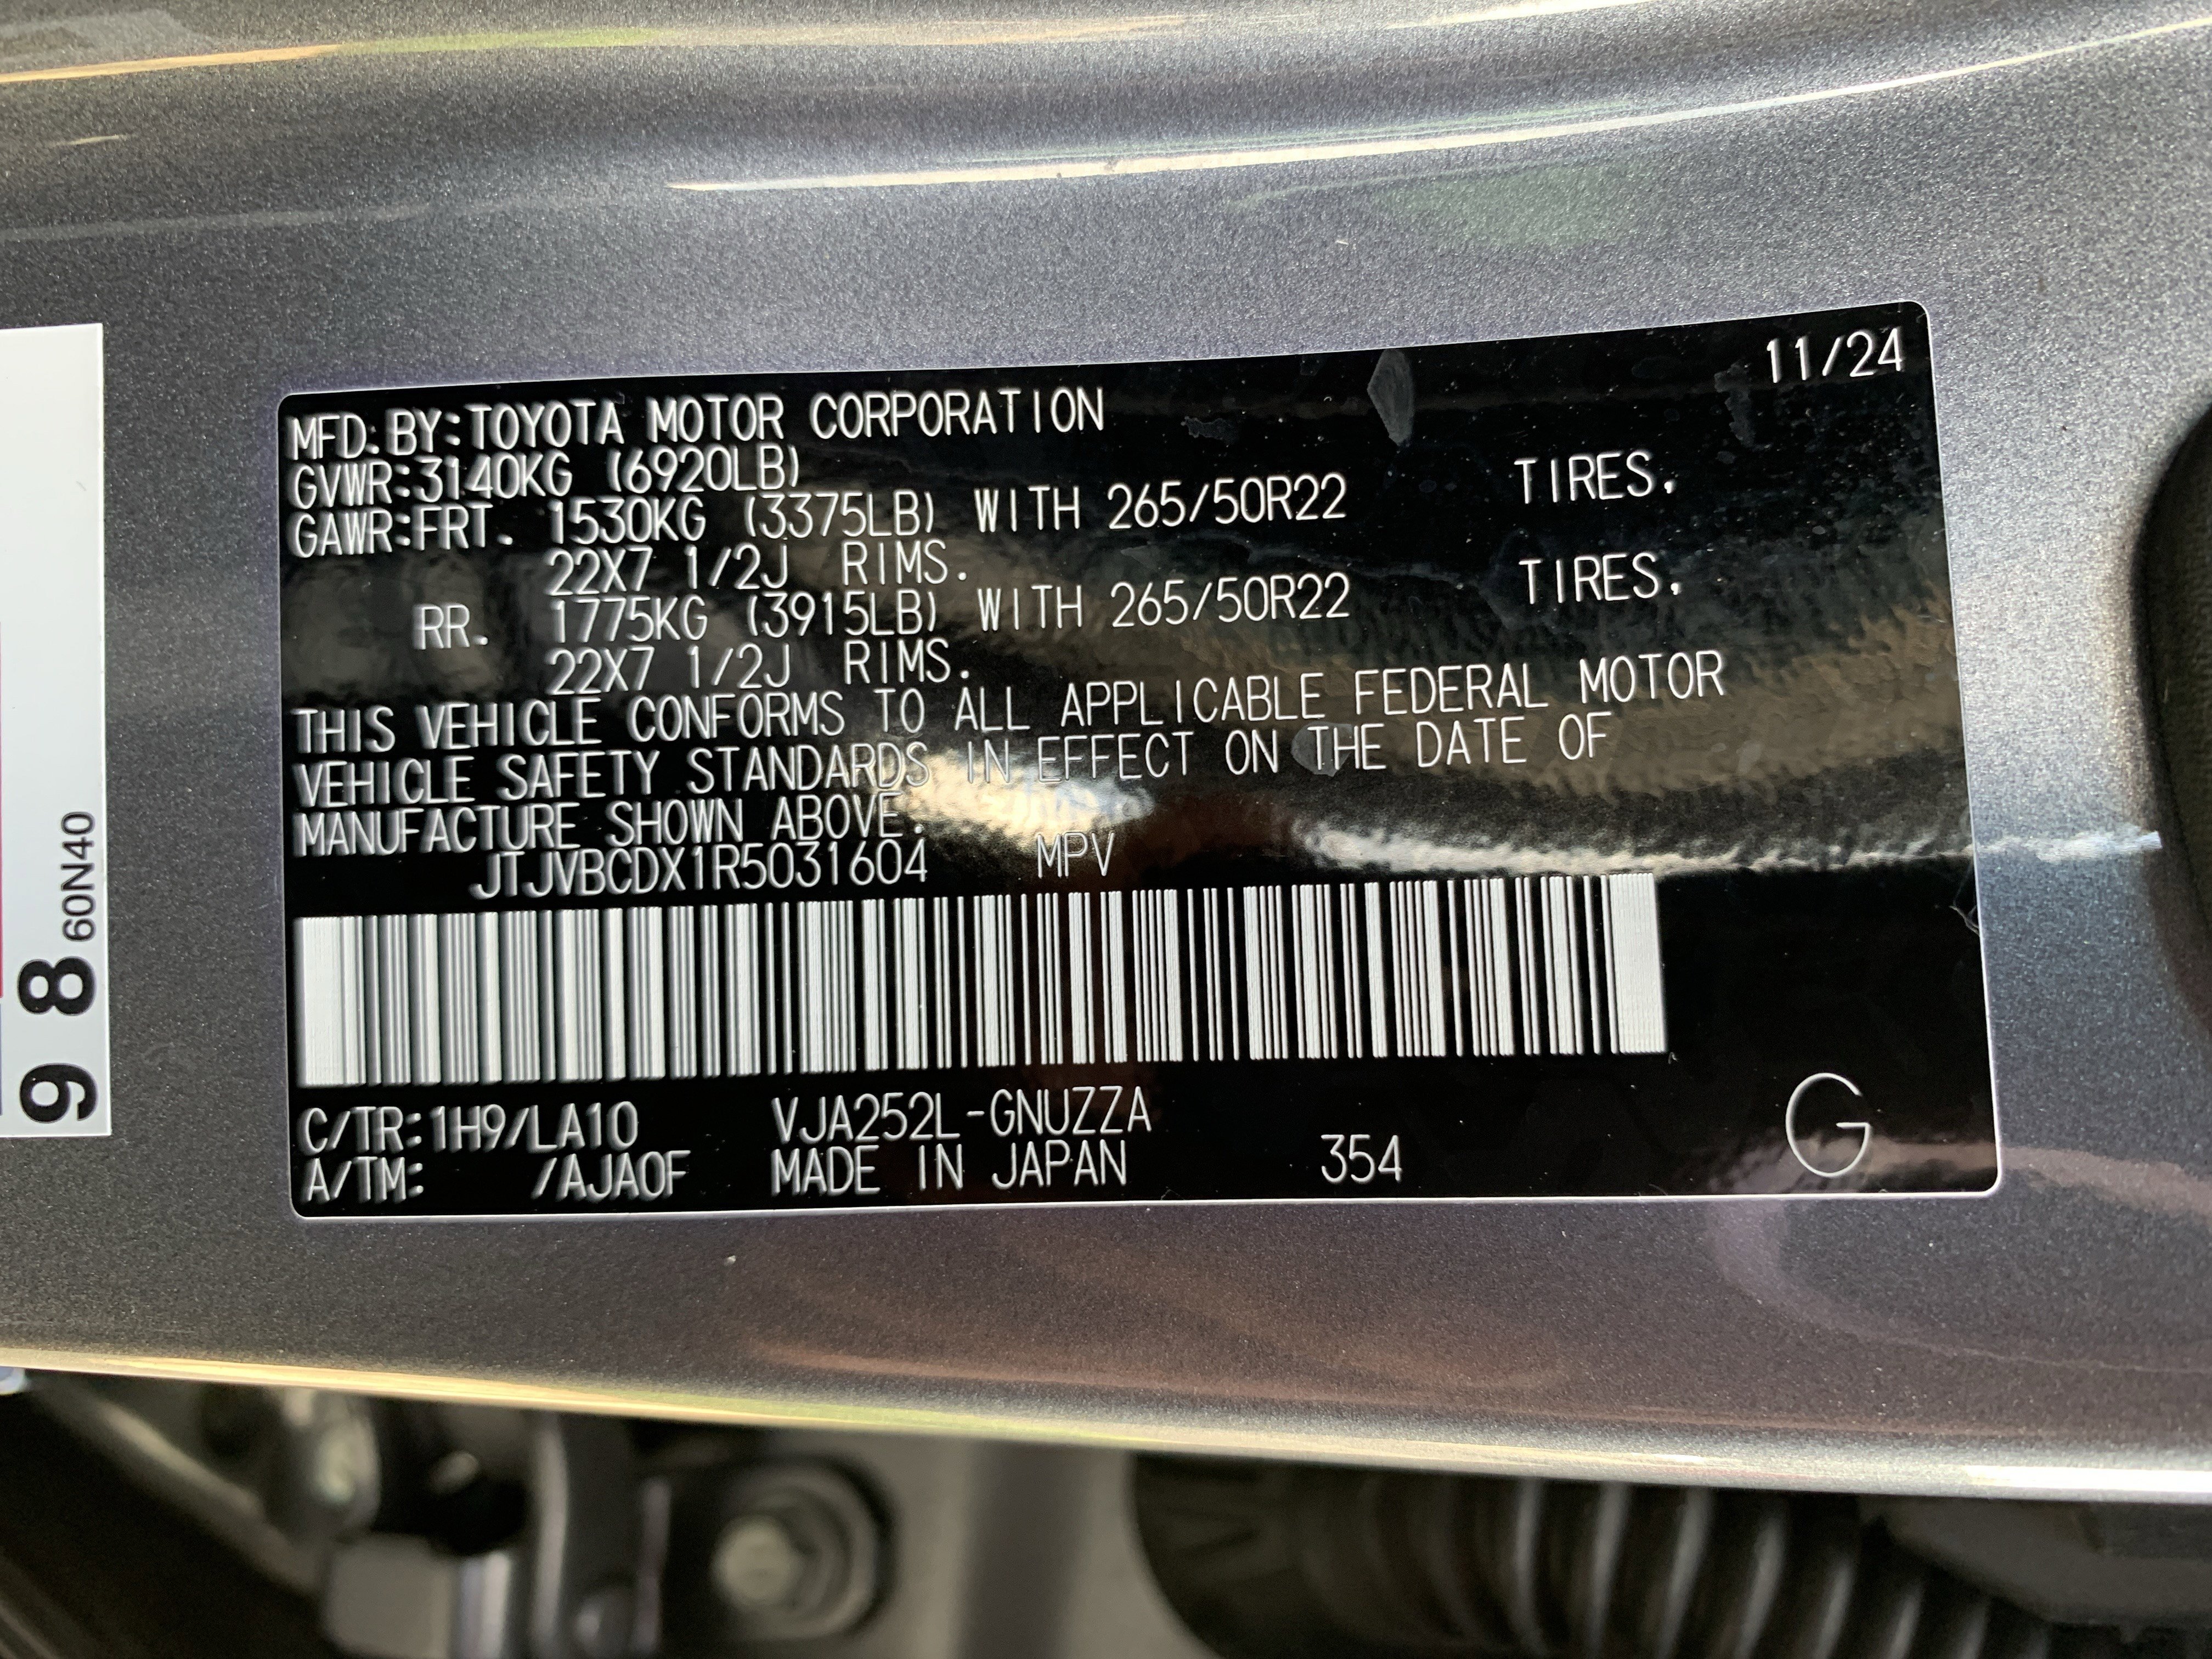 11/24
MFD.BY:TOYOTA MOTOR CORPORATION
GVWR:3140KG (6920LB)
GAWR:FRT. 1530KG (3375LB) WITH 265/50R22 TIRES,
22X7 1/2J RIMS.
RR. 1775KG (3915LB) WITH 265/50R22 TIRES,
22X7 1/2J RIMS.
THIS VEHICLE CONFORMS TO ALL APPLICABLE FEDERAL MOTOR
VEHICLE SAFETY STANDARDS IN EFFECT ON THE DATE OF
MANUFACTURE SHOWN ABOVE.
JTJVBCDX1R5031604 MPV
C/TR:1H9/LA10 VJA252L-GNUZZA
A/TM: /AJA0F MADE IN JAPAN 354 G
9 8 60N40